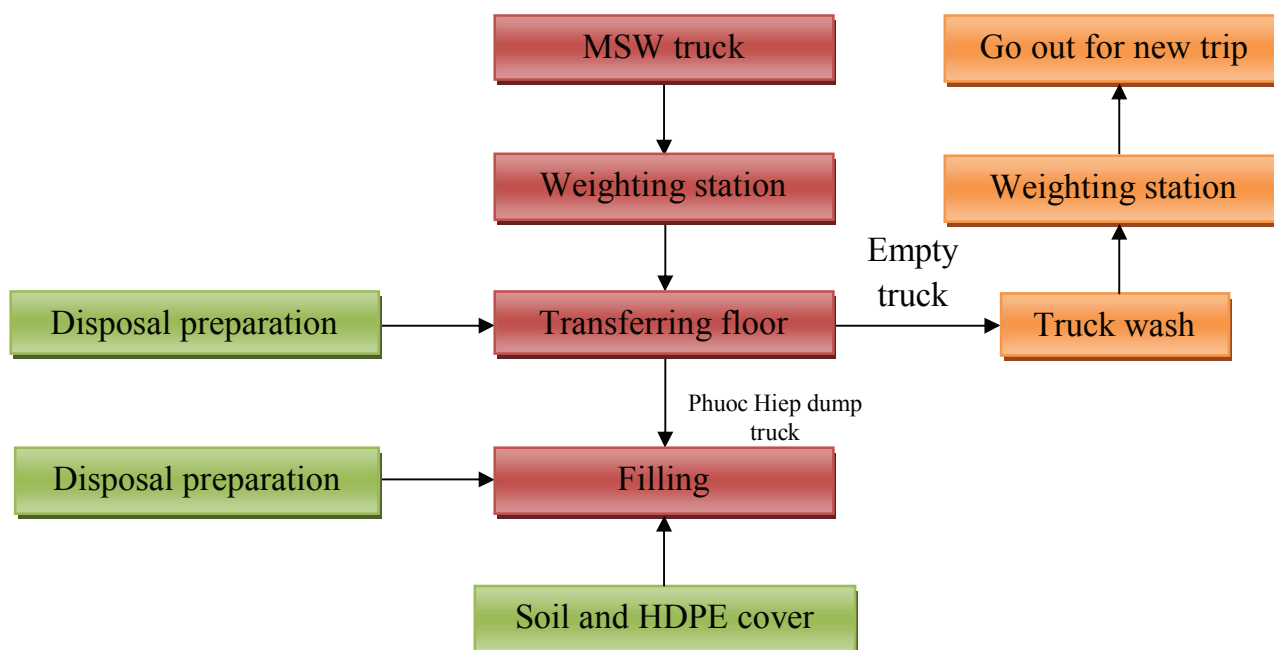 MSW truck
Go out for new trip
Weighting station
Weighting station
Empty
truck
Disposal preparation
Transferring floor
Truck wash
Phuoc Hiep dump
truck
Disposal preparation
Filling
Soil and HDPE cover